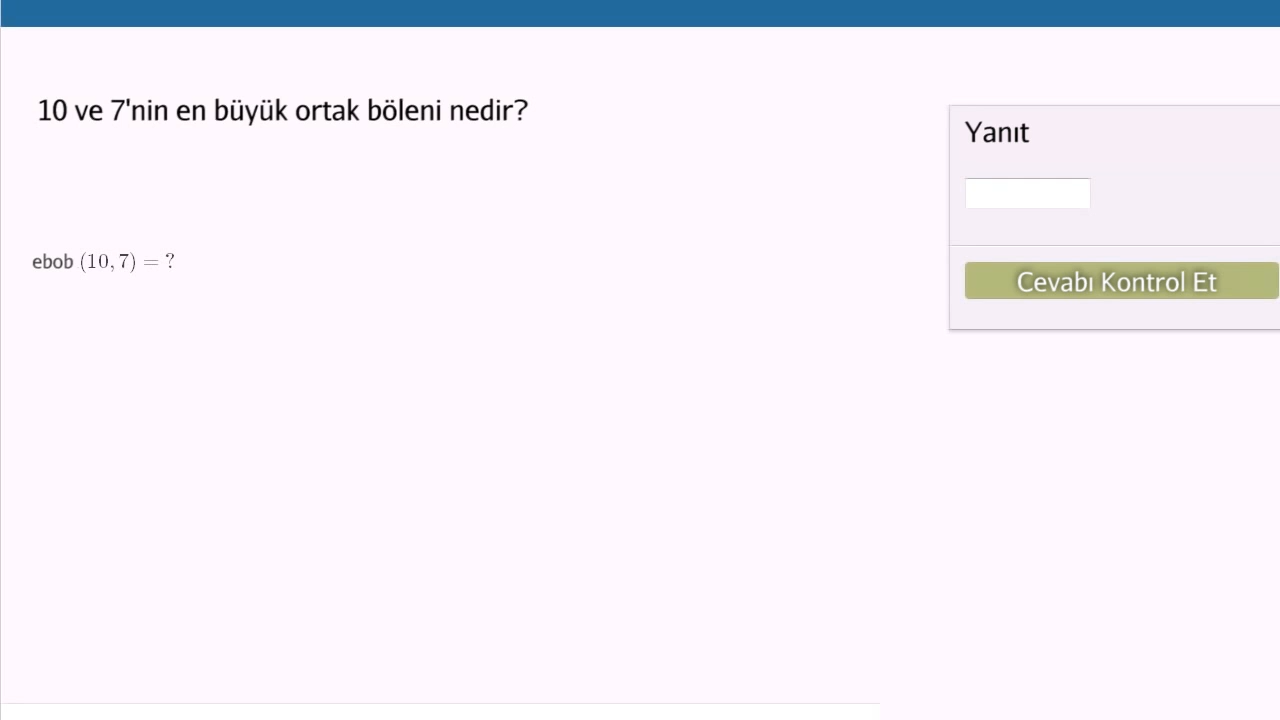 10 ve 7'nin en büyük ortak böleni nedir?
Yanıt
ebob (10, 7) = ?
Cevabı Kontrol Et